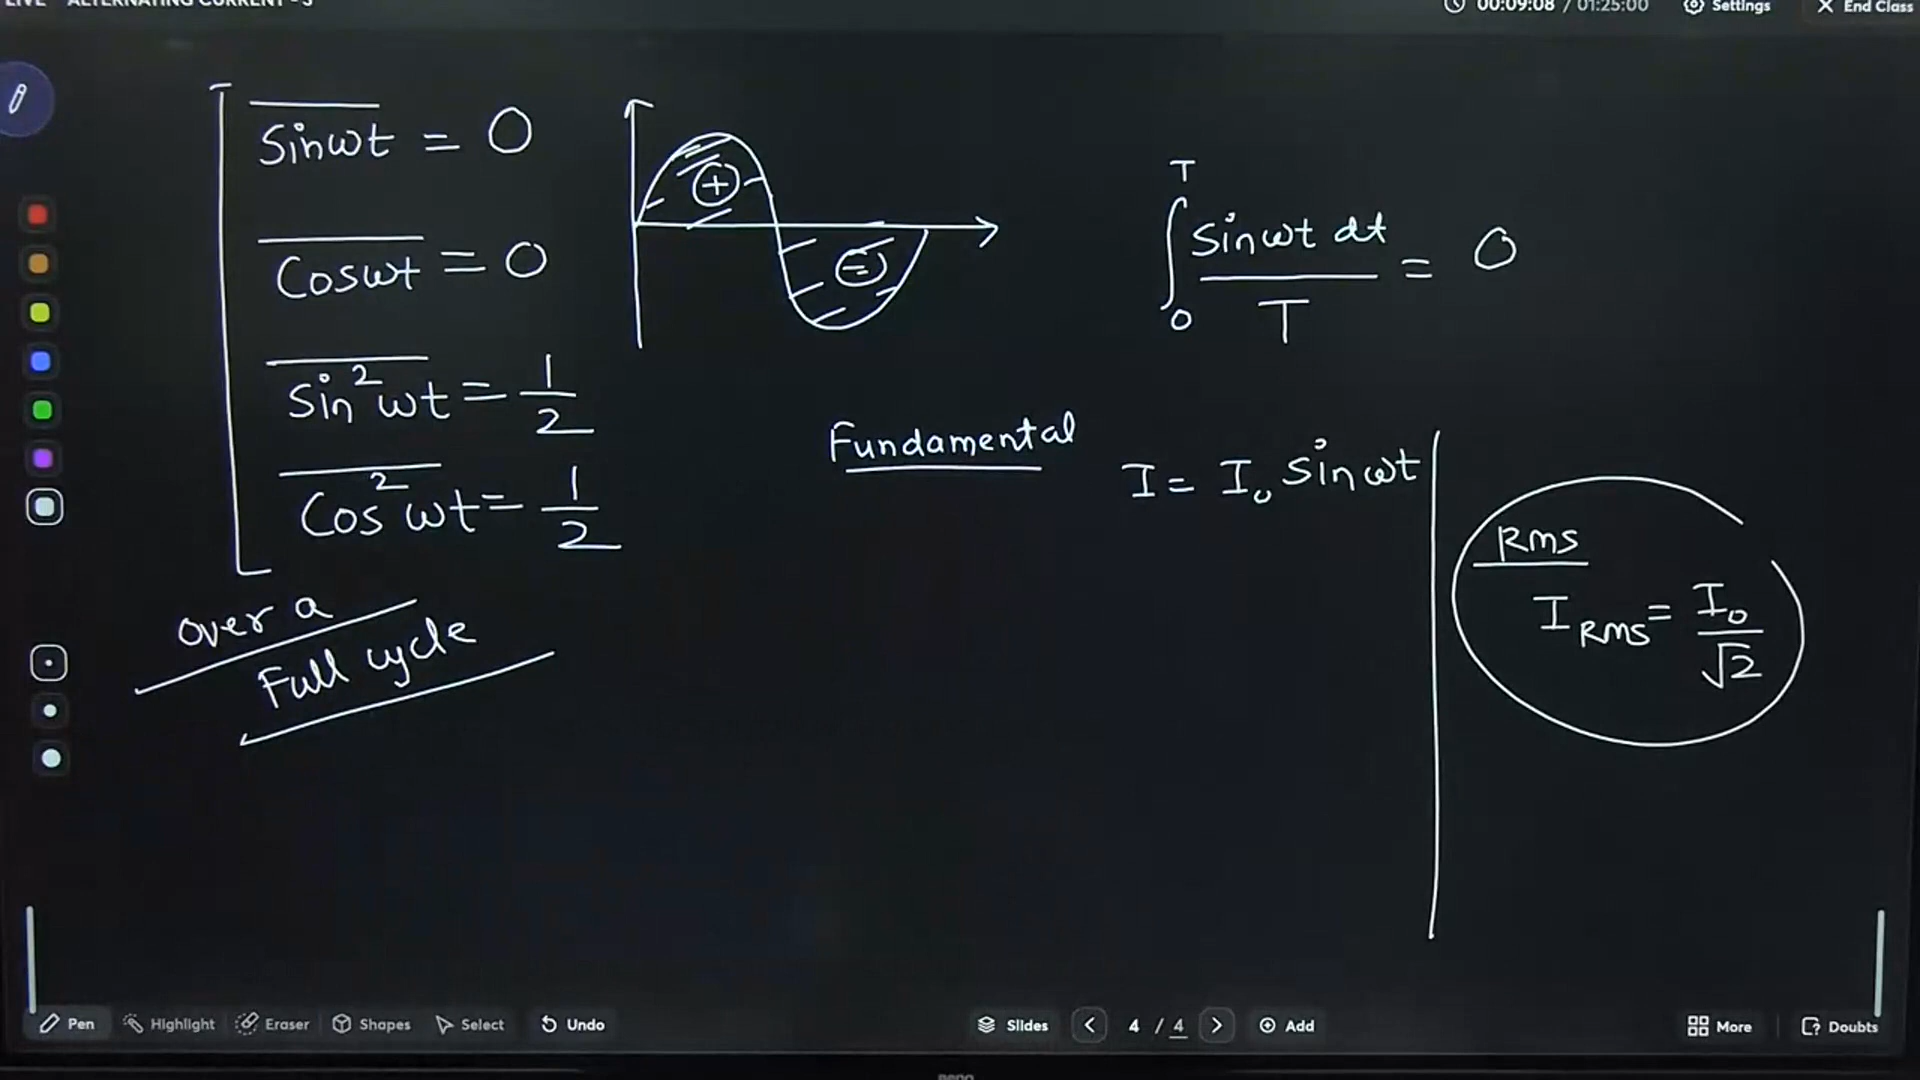 LIVE ALTERNATING CURRENT - 3
00:09:08 / 01:25:00 Settings End Class
Sinωt = 0
Cosωt = 0
Sin²ωt = 1/2
Cos²ωt = 1/2
over a
Full cycle
+
T
∫ sinωt dt / T = 0
0
Fundamental
I = I₀ sinωt
RMS
I RMS = I₀/√2
Pen Highlight Eraser Shapes Select Undo
Slides 4 / 4 Add
More Doubts